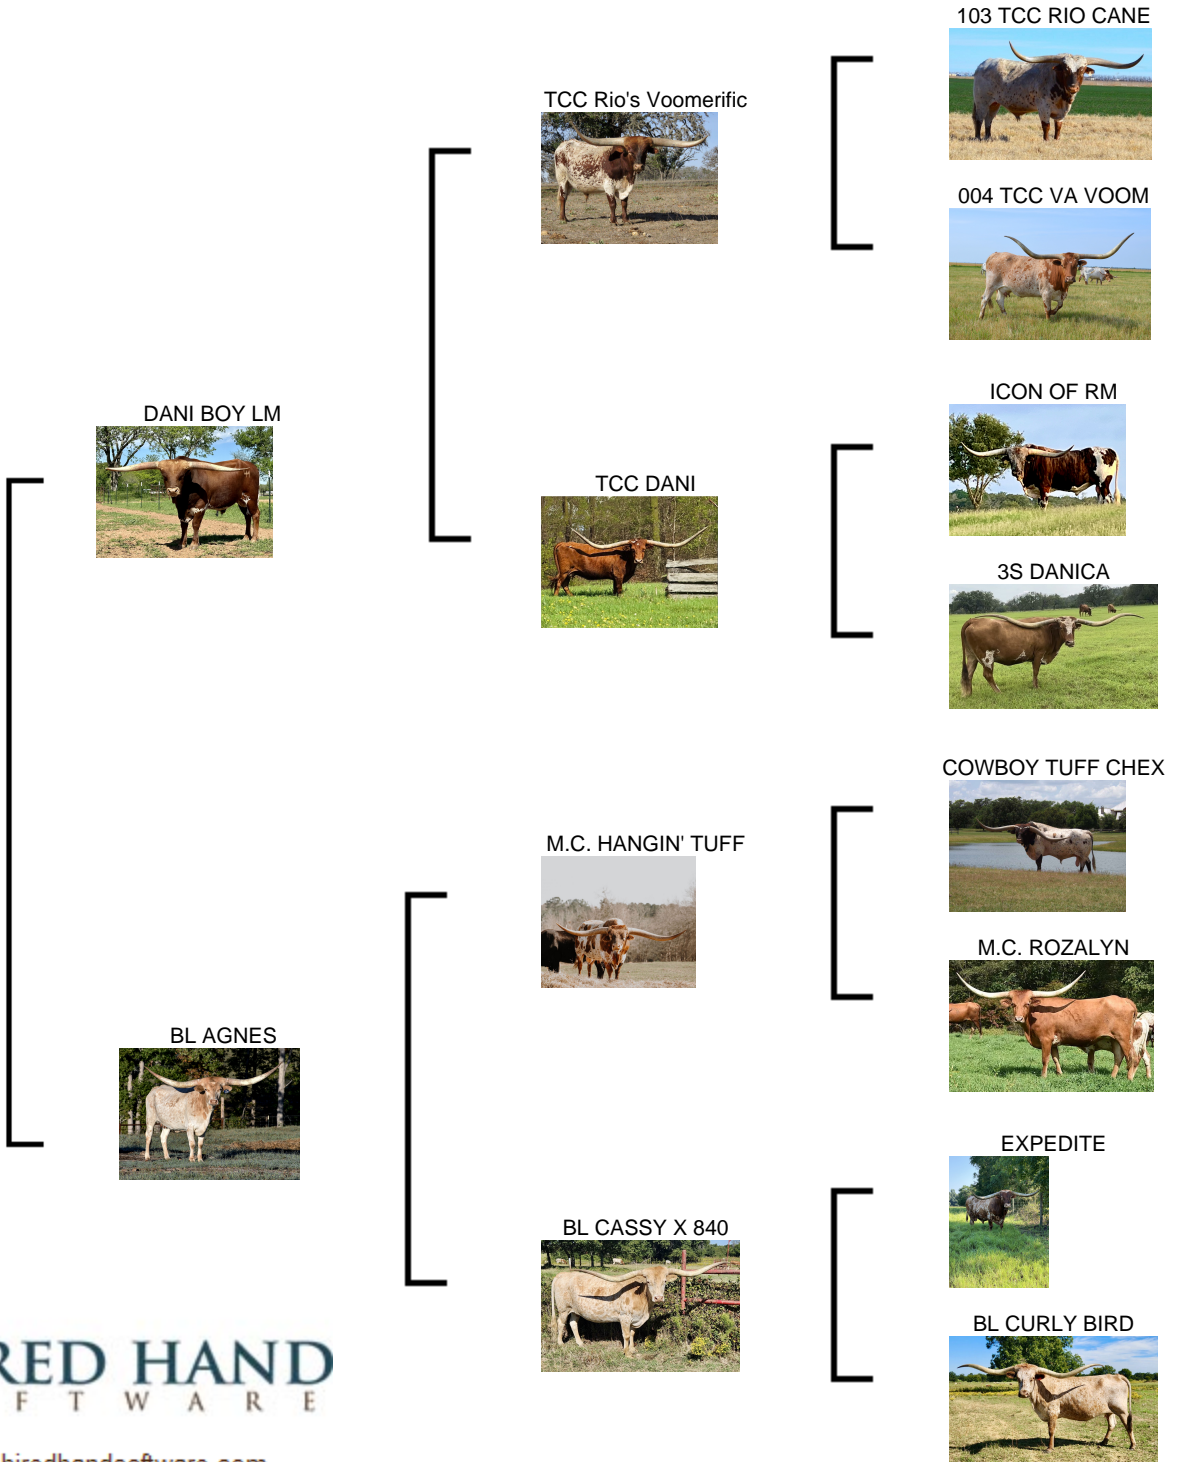 103 TCC RIO CANE
TCC Rio's Voomerific
004 TCC VA VOOM
DANI BOY LM
ICON OF RM
TCC DANI
3S DANICA
COWBOY TUFF CHEX
M.C. HANGIN' TUFF
M.C. ROZALYN
BL AGNES
EXPEDITE
BL CASSY X 840
BL CURLY BIRD
RED HAND
F T W A R E
hiredhandsoftware.com